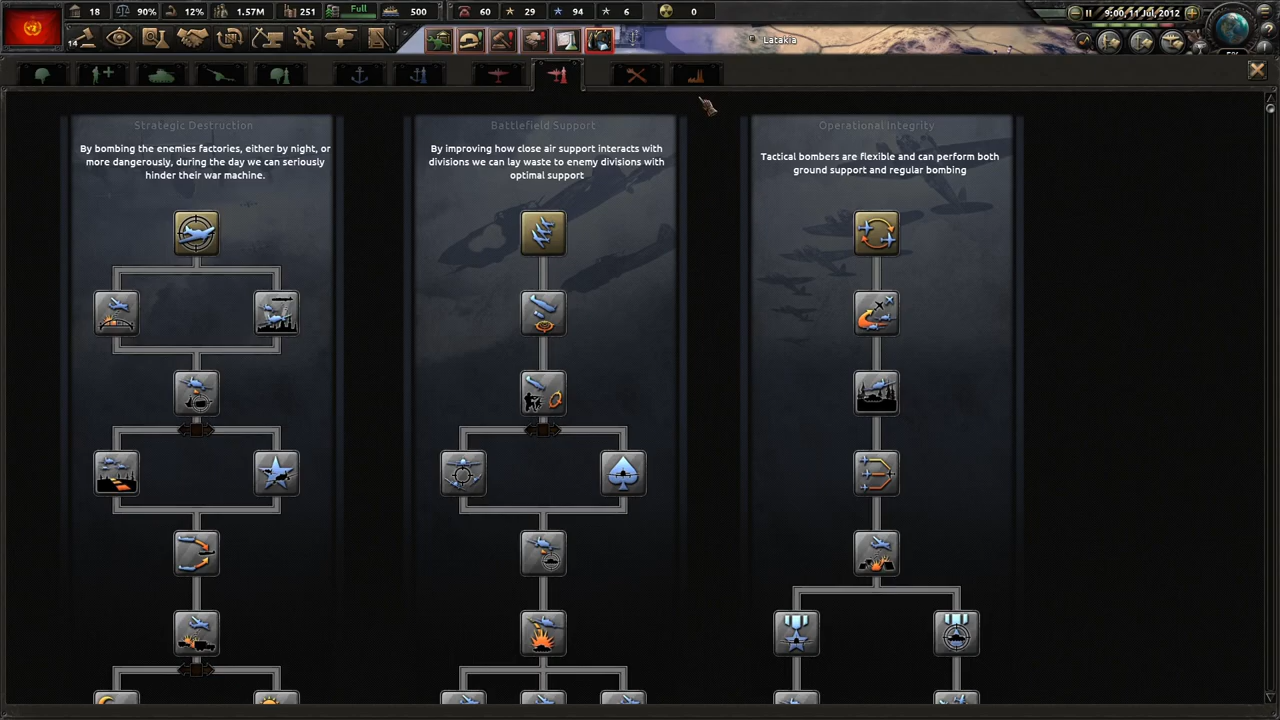 18 90% 12% 1.57M 251 Full 500 60 29 94 6 0 9:00, 11 Jul, 2012
14
Latakia
Strategic Destruction
By bombing the enemies factories, either by night, or
more dangerously, during the day we can seriously
hinder their war machine.
Battlefield Support
By improving how close air support interacts with
divisions we can lay waste to enemy divisions with
optimal support
Operational Integrity
Tactical bombers are flexible and can perform both
ground support and regular bombing